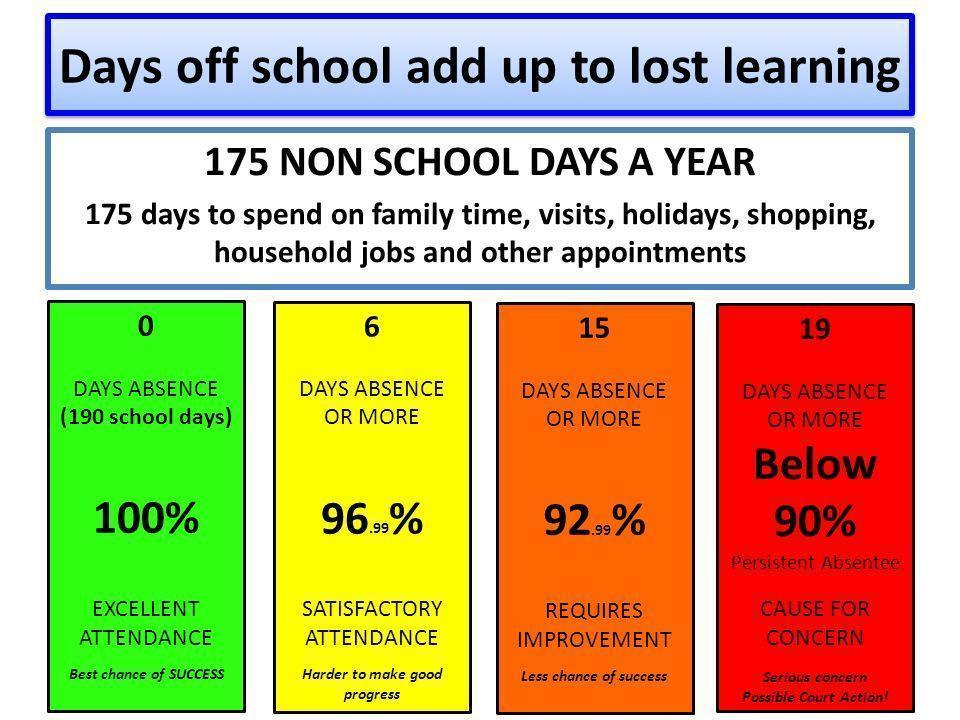 Days off school add up to lost learning
175 NON SCHOOL DAYS A YEAR
175 days to spend on family time, visits, holidays, shopping,
household jobs and other appointments
0
DAYS ABSENCE
(190 school days)
100%
EXCELLENT
ATTENDANCE
Best chance of SUCCESS
6
DAYS ABSENCE
OR MORE
96.99%
SATISFACTORY
ATTENDANCE
Harder to make good
progress
15
DAYS ABSENCE
OR MORE
92.99%
REQUIRES
IMPROVEMENT
Less chance of success
19
DAYS ABSENCE
OR MORE
Below
90%
Persistent Absentee
CAUSE FOR
CONCERN
Serious concern
Possible Court Action!